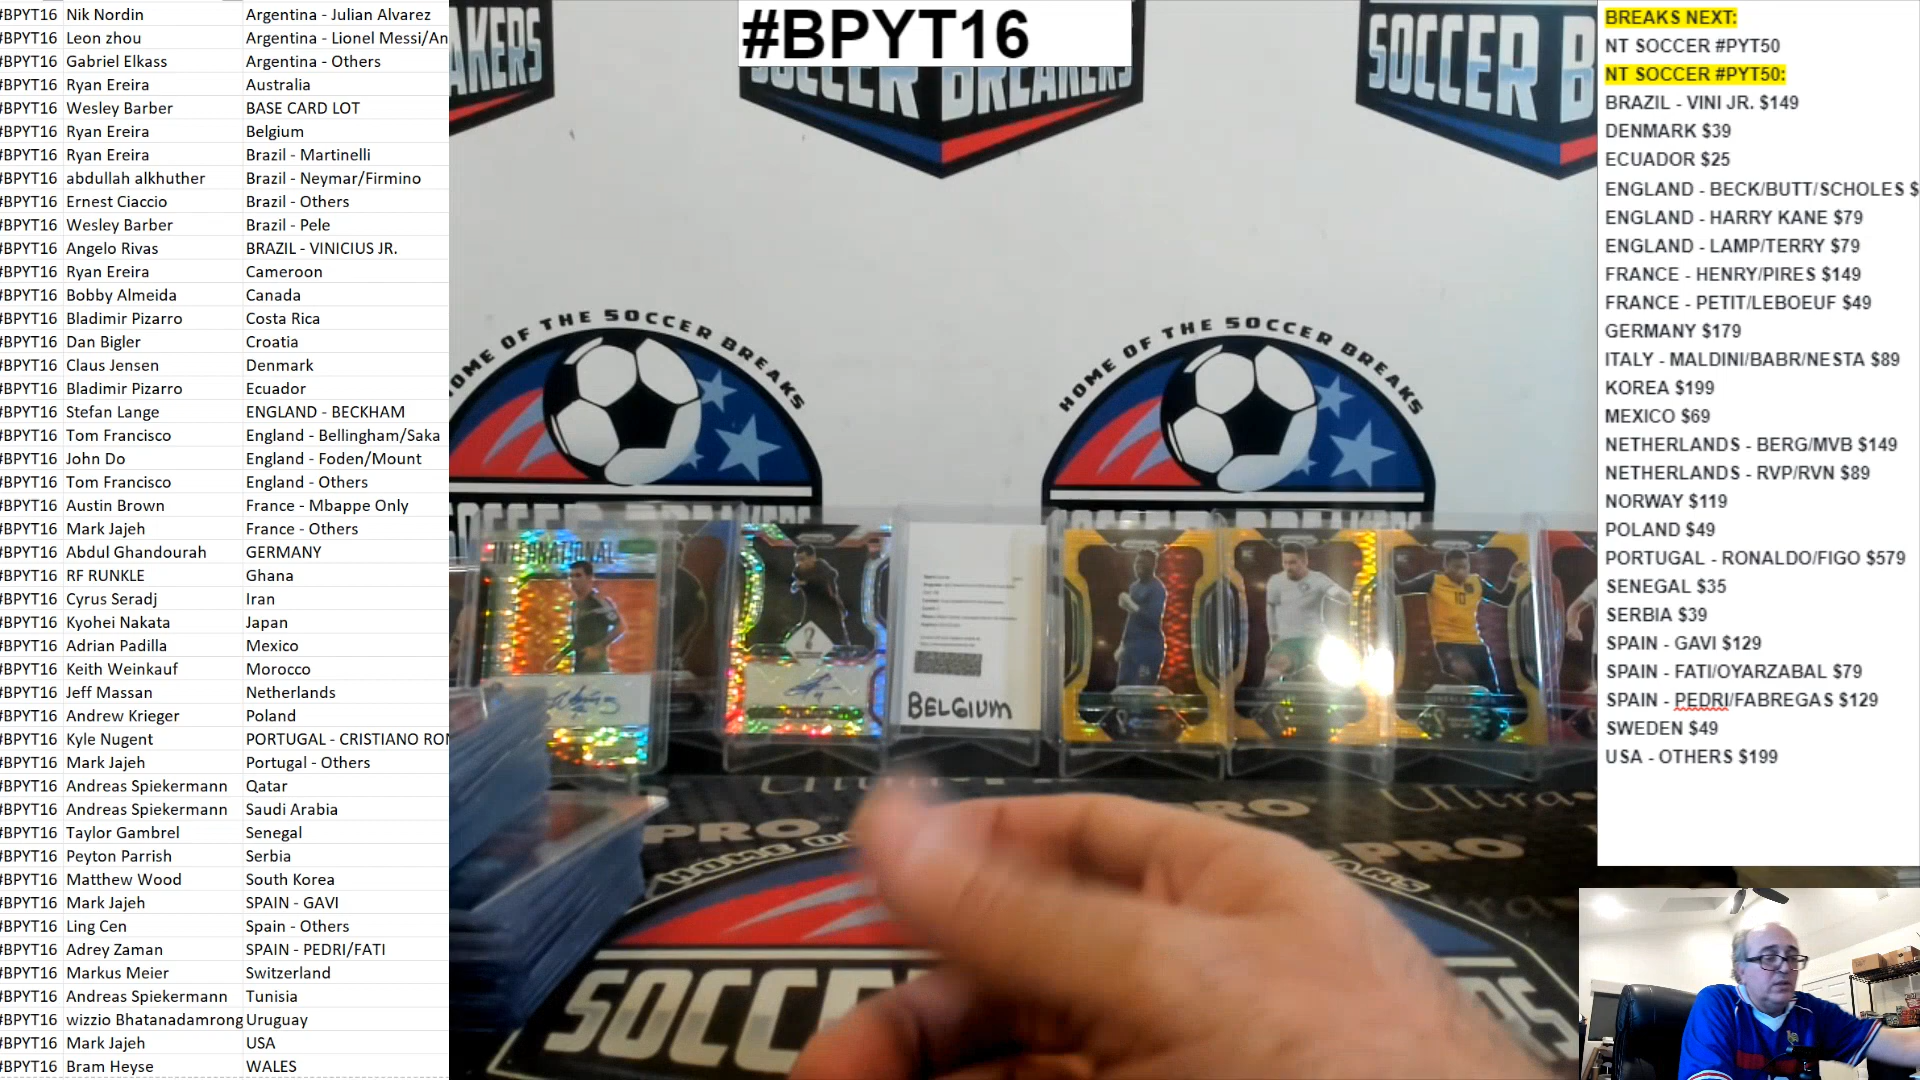 #BPYT16 Nik Nordin Argentina - Julian Alvarez
#BPYT16 Leon zhou Argentina - Lionel Messi/An
#BPYT16 Gabriel Elkass Argentina - Others
#BPYT16 Ryan Ereira Australia
#BPYT16 Wesley Barber BASE CARD LOT
#BPYT16 Ryan Ereira Belgium
#BPYT16 Ryan Ereira Brazil - Martinelli
#BPYT16 abdullah alkhuther Brazil - Neymar/Firmino
#BPYT16 Ernest Ciaccio Brazil - Others
#BPYT16 Wesley Barber Brazil - Pele
#BPYT16 Angelo Rivas BRAZIL - VINICIUS JR.
#BPYT16 Ryan Ereira Cameroon
#BPYT16 Bobby Almeida Canada
#BPYT16 Bladimir Pizarro Costa Rica
#BPYT16 Dan Bigler Croatia
#BPYT16 Claus Jensen Denmark
#BPYT16 Bladimir Pizarro Ecuador
#BPYT16 Stefan Lange ENGLAND - BECKHAM
#BPYT16 Tom Francisco England - Bellingham/Saka
#BPYT16 John Do England - Foden/Mount
#BPYT16 Tom Francisco England - Others
#BPYT16 Austin Brown France - Mbappe Only
#BPYT16 Mark Jajeh France - Others
#BPYT16 Abdul Ghandourah GERMANY
#BPYT16 RF RUNKLE Ghana
#BPYT16 Cyrus Seradj Iran
#BPYT16 Kyohei Nakata Japan
#BPYT16 Adrian Padilla Mexico
#BPYT16 Keith Weinkauf Morocco
#BPYT16 Jeff Massan Netherlands
#BPYT16 Andrew Krieger Poland
#BPYT16 Kyle Nugent PORTUGAL - CRISTIANO RON
#BPYT16 Mark Jajeh Portugal - Others
#BPYT16 Andreas Spiekermann Qatar
#BPYT16 Andreas Spiekermann Saudi Arabia
#BPYT16 Taylor Gambrel Senegal
#BPYT16 Peyton Parrish Serbia
#BPYT16 Matthew Wood South Korea
#BPYT16 Mark Jajeh SPAIN - GAVI
#BPYT16 Ling Cen Spain - Others
#BPYT16 Adrey Zaman SPAIN - PEDRI/FATI
#BPYT16 Markus Meier Switzerland
#BPYT16 Andreas Spiekermann Tunisia
#BPYT16 wizzio Bhatanadamrong Uruguay
#BPYT16 Mark Jajeh USA
#BPYT16 Bram Heyse WALES
#BPYT16
AKERS
SOCCER BREAKERS
SOCCER B
HOME OF THE SOCCER BREAKS
HOME OF THE SOCCER BREAKS
INTERNATIONAL
BELGIUM
PRO
Ultra
PRO
SOCCER
BREAKS NEXT:
NT SOCCER #PYT50
NT SOCCER #PYT50:
BRAZIL - VINI JR. $149
DENMARK $39
ECUADOR $25
ENGLAND - BECK/BUTT/SCHOLES $
ENGLAND - HARRY KANE $79
ENGLAND - LAMP/TERRY $79
FRANCE - HENRY/PIRES $149
FRANCE - PETIT/LEBOEUF $49
GERMANY $179
ITALY - MALDINI/BABR/NESTA $89
KOREA $199
MEXICO $69
NETHERLANDS - BERG/MVB $149
NETHERLANDS - RVP/RVN $89
NORWAY $119
POLAND $49
PORTUGAL - RONALDO/FIGO $579
SENEGAL $35
SERBIA $39
SPAIN - GAVI $129
SPAIN - FATI/OYARZABAL $79
SPAIN - PEDRI/FABREGAS $129
SWEDEN $49
USA - OTHERS $199